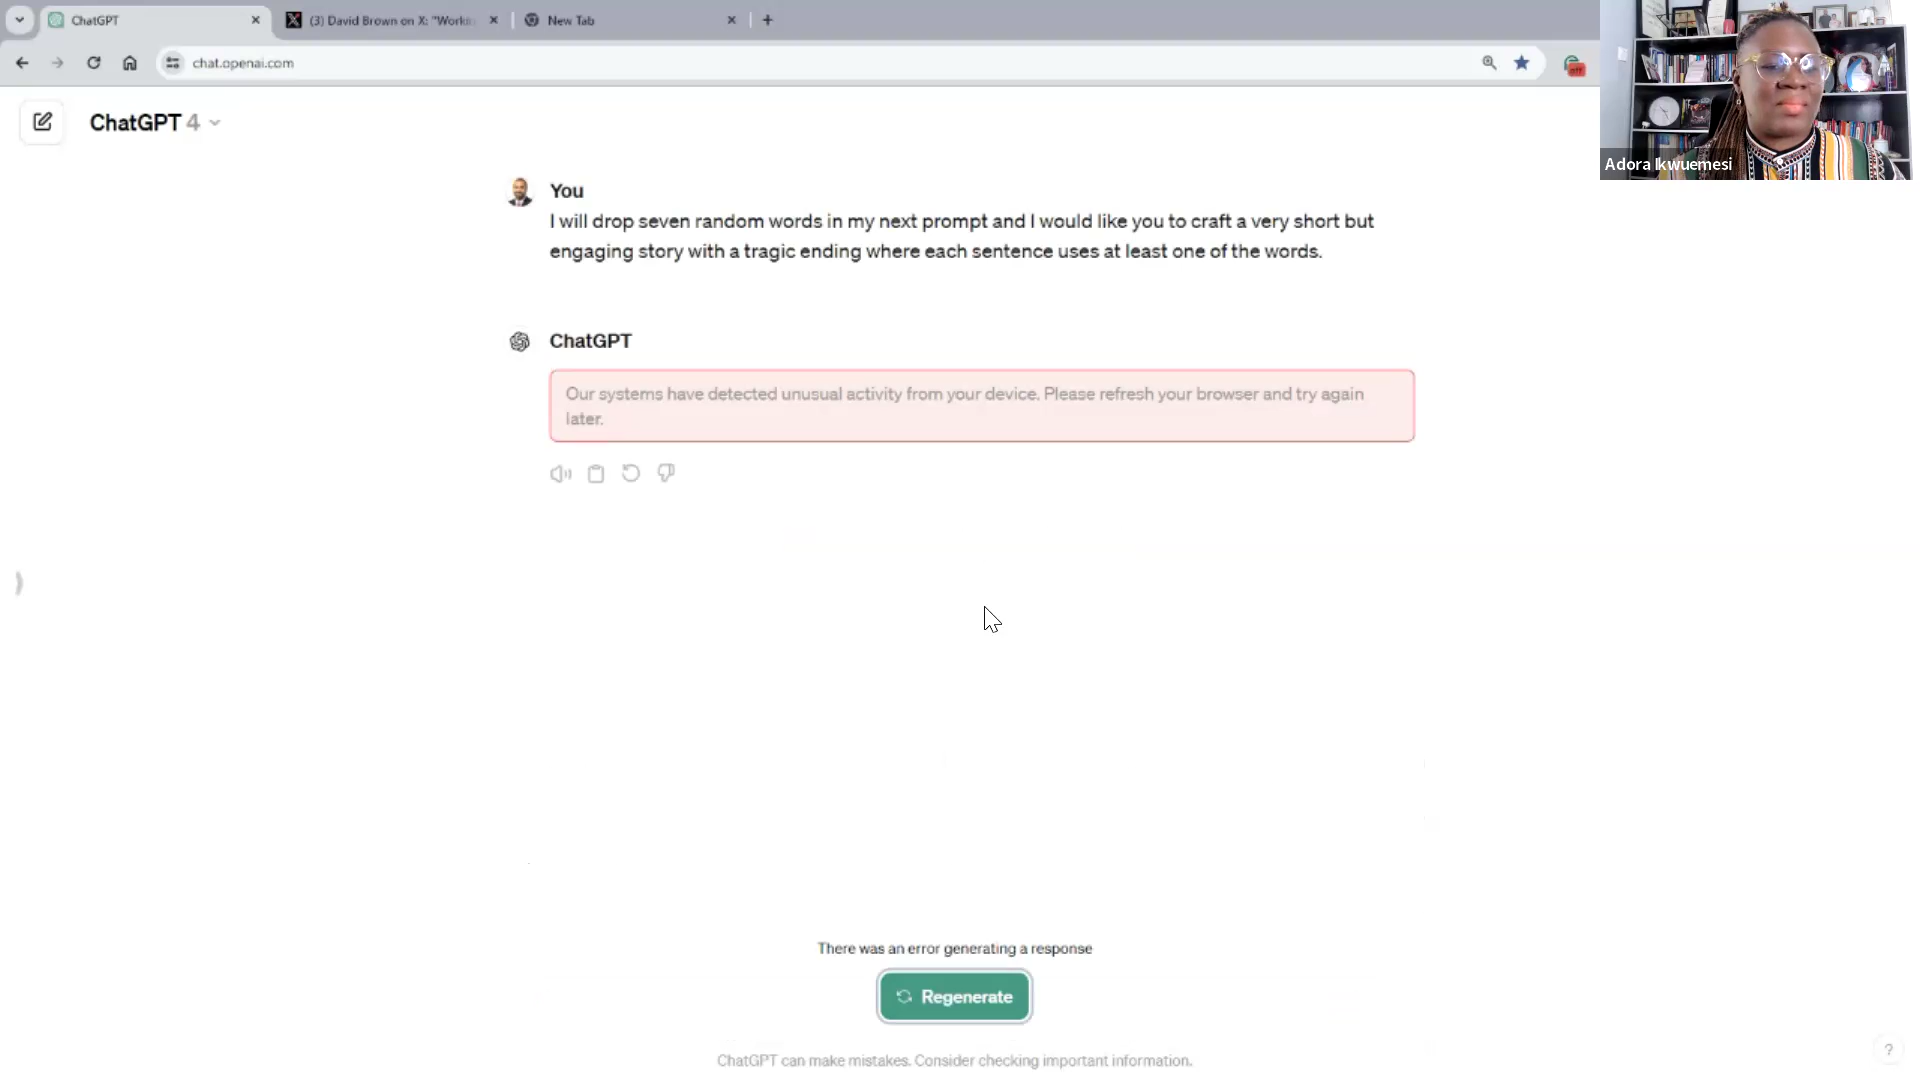 ChatGPT
(3) David Brown on X: "Workin
New Tab
chat.openai.com
off
ChatGPT 4
Adora Ikwuemesi
You
I will drop seven random words in my next prompt and I would like you to craft a very short but
engaging story with a tragic ending where each sentence uses at least one of the words.
ChatGPT
Our systems have detected unusual activity from your device. Please refresh your browser and try again
later.
There was an error generating a response
Regenerate
ChatGPT can make mistakes. Consider checking important information.
?